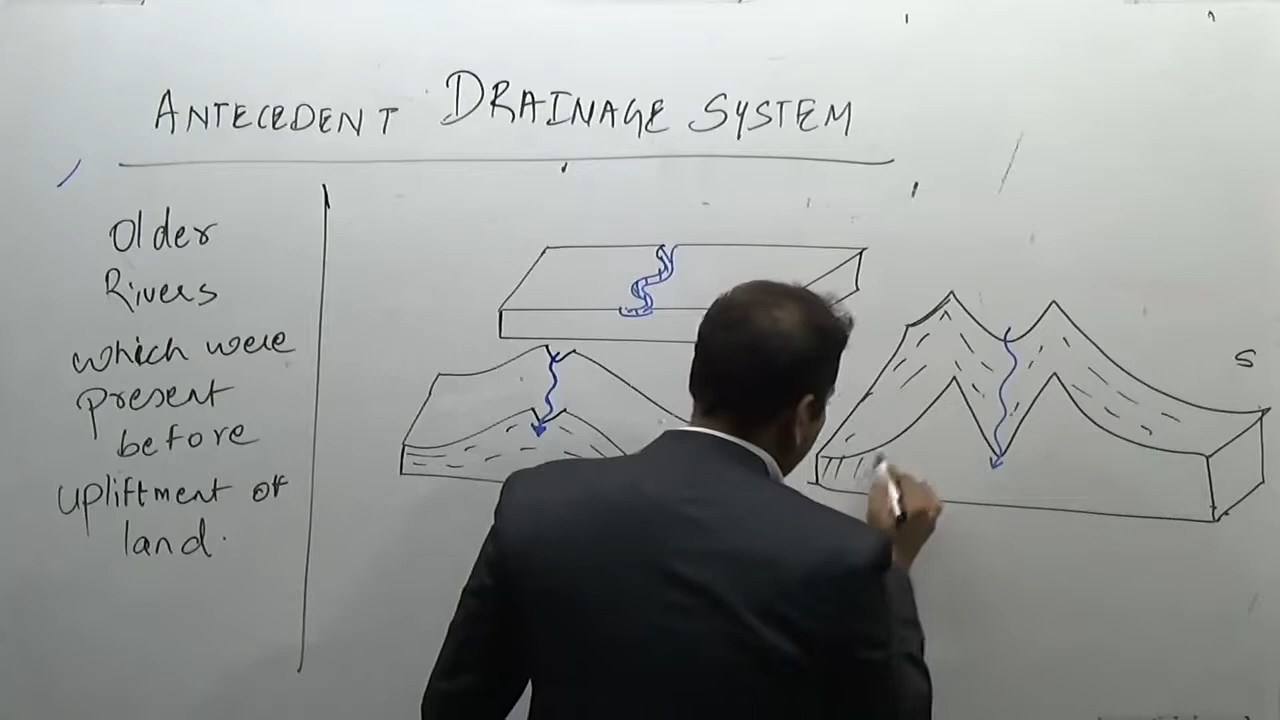 ANTECEDENT DRAINAGE SYSTEM
Older
Rivers
which were
present
before
upliftment of
land.
S